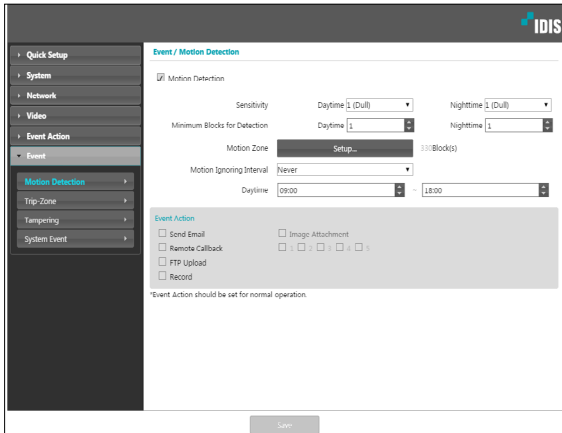 IDIS
Quick Setup
System
Network
Video
Event Action
Event
Motion Detection
Trip-Zone
Tampering
System Event
Event / Motion Detection
Motion Detection
Sensitivity Daytime 1 (Dull) Nighttime 1 (Dull)
Minimum Blocks for Detection Daytime 1 Nighttime 1
Motion Zone Setup... 330Block(s)
Motion Ignoring Interval Never
Daytime 09:00 ~ 18:00
Event Action
Send Email Image Attachment
Remote Callback 1 2 3 4 5
FTP Upload
Record
*Event Action should be set for normal operation.
Save